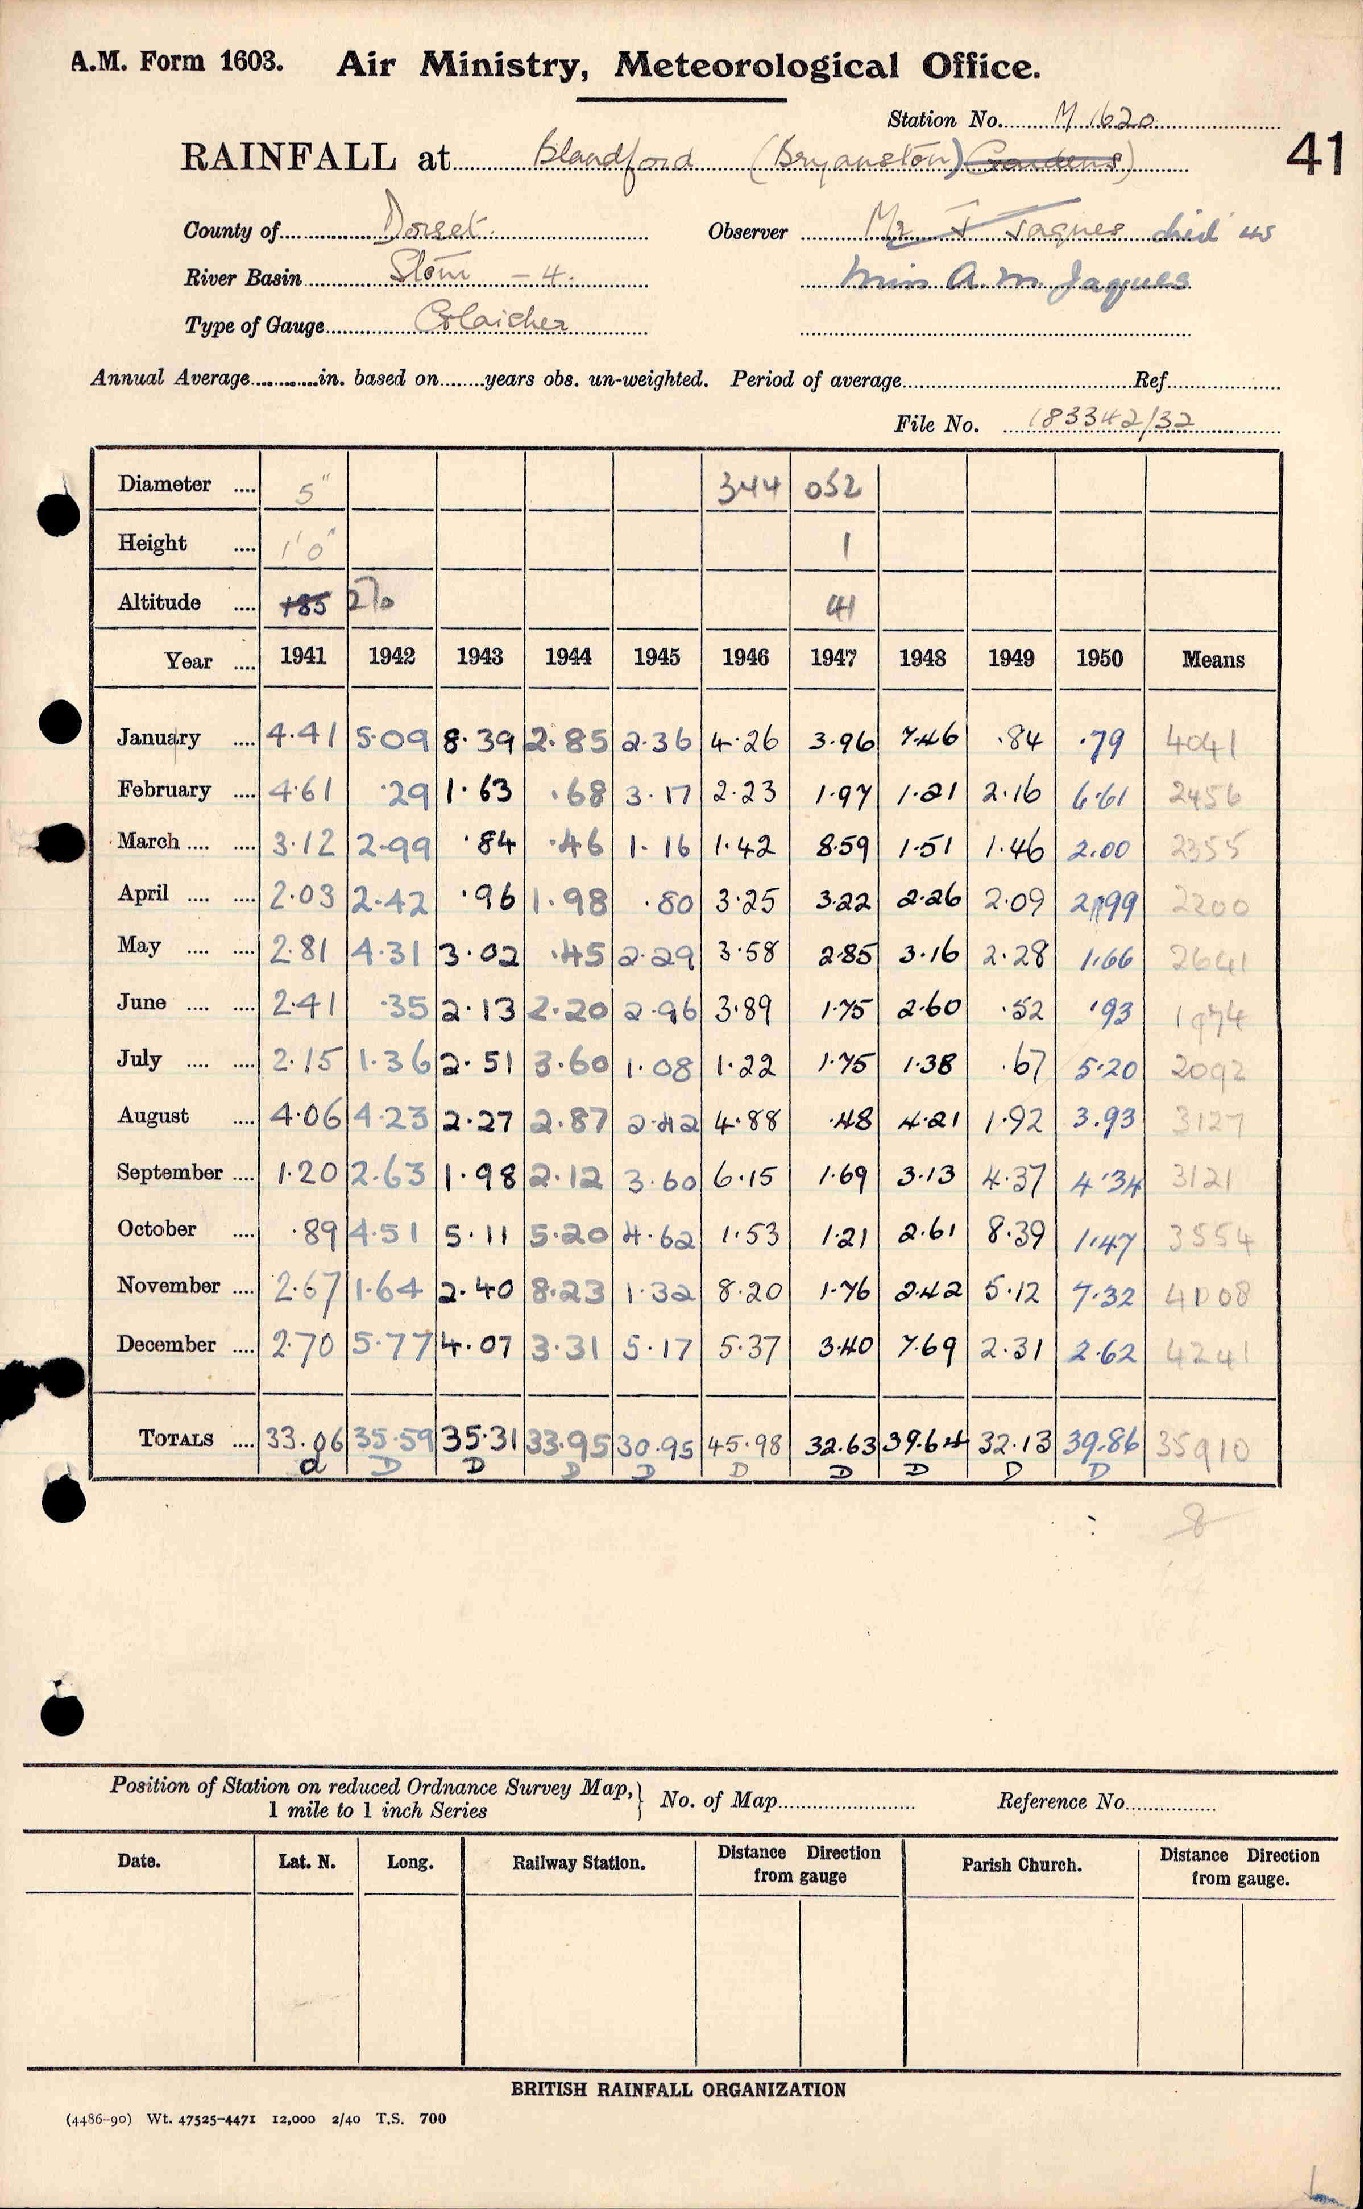 A.M. Form 1603. Air Ministry, Meteorological Office.
Station No. M 1620
41
RAINFALL at Blandford (Bryanston) (Gardens)
County of Dorset. Observer Mr F Jaques died '45
River Basin Stour - 4. Miss A. M. Jaques
Type of Gauge
Annual Average in. based on years obs. un-weighted. Period of average Ref
File No. 183342/32
Diameter 5" 344 052
Height 1'0" 1
Altitude 185 270 41
Year 1941 1942 1943 1944 1945 1946 1947 1948 1949 1950 Means
January 4.41 5.09 8.39 2.85 2.36 4.26 3.96 7.46 .84 .79 4041
February 4.61 .29 1.63 .68 3.17 2.23 1.97 1.21 2.16 6.61 2456
March 3.12 2.99 .84 .46 1.16 1.42 8.59 1.51 1.46 2.00 2355
April 2.03 2.42 .96 1.98 .80 3.25 3.22 2.26 2.09 2.99 2200
May 2.81 4.31 3.02 .45 2.29 3.58 2.85 3.16 2.28 1.66 2641
June 2.41 .35 2.13 2.20 2.96 3.89 1.75 2.60 .52 .93 1974
July 2.15 1.36 2.51 3.60 1.08 1.22 1.75 1.38 .67 5.20 2092
August 4.06 4.23 2.27 2.87 2.42 4.88 .48 4.21 1.92 3.93 3127
September 1.20 2.63 1.98 2.12 3.60 6.15 1.69 3.13 4.37 4.34 3121
October .89 4.51 5.11 5.20 4.62 1.53 1.21 2.61 8.39 1.47 3554
November 2.67 1.64 2.40 8.23 1.32 8.20 1.76 2.42 5.12 7.32 4108
December 2.70 5.77 4.07 3.31 5.17 5.37 3.40 7.69 2.31 2.62 4241
TOTALS 33.06 35.59 35.31 33.95 30.95 45.98 32.63 39.64 32.13 39.86 35910
d D D D D D D D D D
8
Position of Station on reduced Ordnance Survey Map, } No. of Map Reference No.
1 mile to 1 inch Series
Date. Lat. N. Long. Railway Station. Distance Direction from gauge Parish Church. Distance Direction from gauge.
BRITISH RAINFALL ORGANIZATION
(4486-90) Wt. 47525-4471 12,000 2/40 T.S. 700